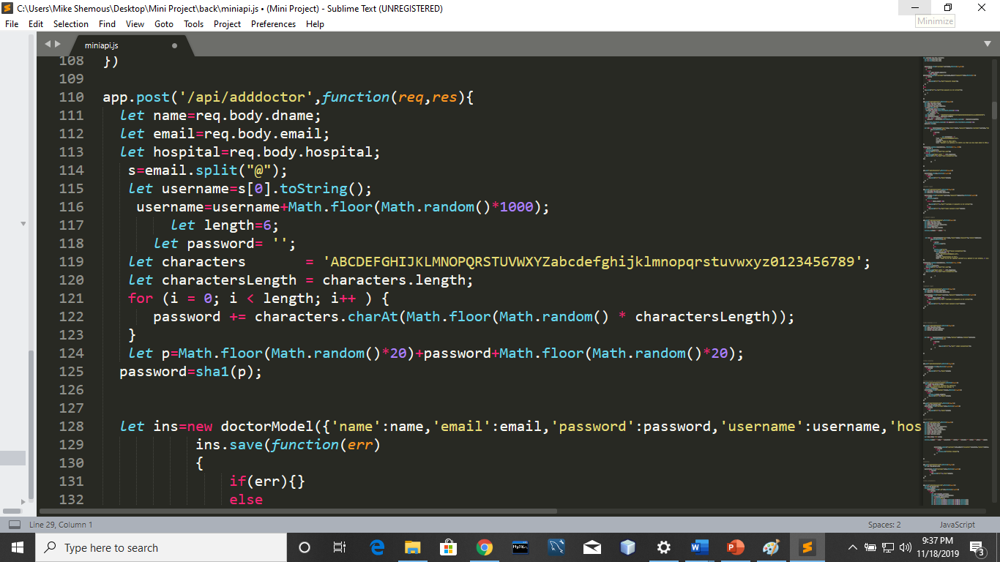 C:\Users\Mike Shemous\Desktop\Mini Project\back\miniapi.js • (Mini Project) - Sublime Text (UNREGISTERED)
File Edit Selection Find View Goto Tools Project Preferences Help
Minimize
miniapi.js
108 })
109
110 app.post('/api/adddoctor',function(req,res){
111 let name=req.body.dname;
112 let email=req.body.email;
113 let hospital=req.body.hospital;
114 s=email.split("@");
115 let username=s[0].toString();
116 username=username+Math.floor(Math.random()*1000);
117 let length=6;
118 let password= '';
119 let characters = 'ABCDEFGHIJKLMNOPQRSTUVWXYZabcdefghijklmnopqrstuvwxyz0123456789';
120 let charactersLength = characters.length;
121 for (i = 0; i < length; i++ ) {
122 password += characters.charAt(Math.floor(Math.random() * charactersLength));
123 }
124 let p=Math.floor(Math.random()*20)+password+Math.floor(Math.random()*20);
125 password=sha1(p);
126
127
128 let ins=new doctorModel({'name':name,'email':email,'password':password,'username':username,'hos
129 ins.save(function(err)
130 {
131 if(err){}
132 else
Line 29, Column 1 Spaces: 2 JavaScript
Type here to search 9:37 PM
11/18/2019 3